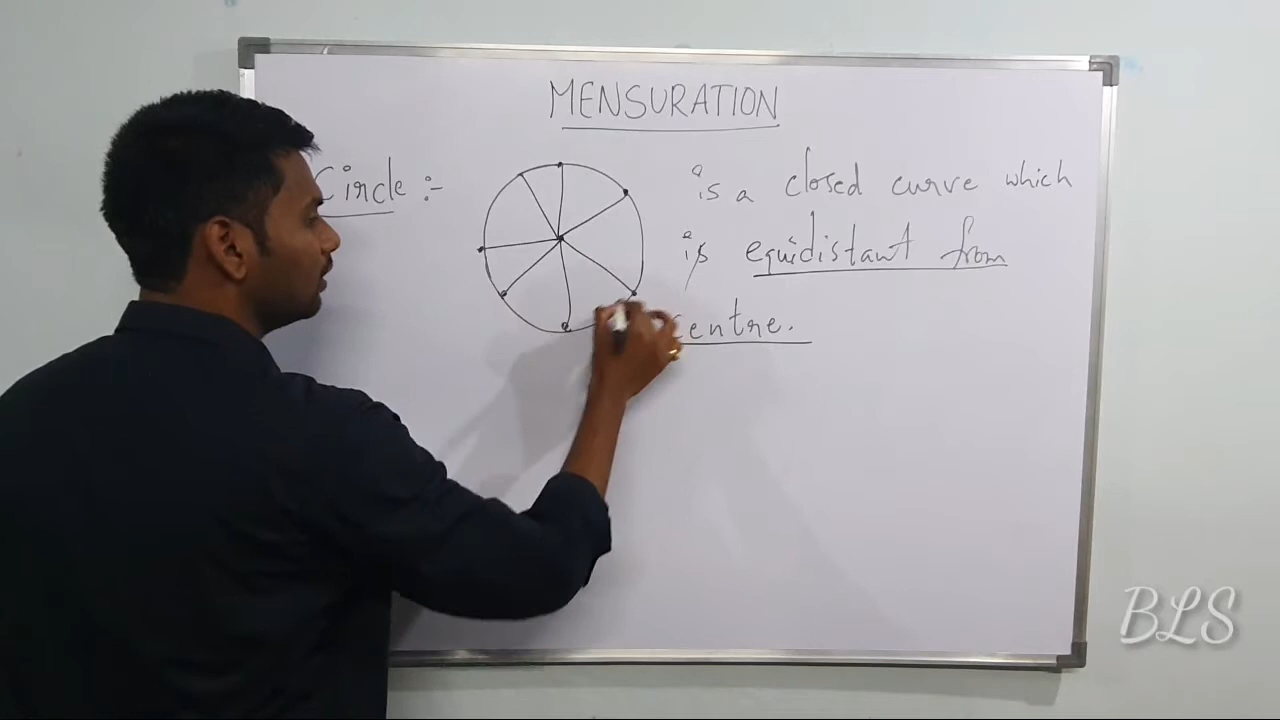 MENSURATION
Circle :-
is a closed curve which
is equidistant from
Centre.
BLS